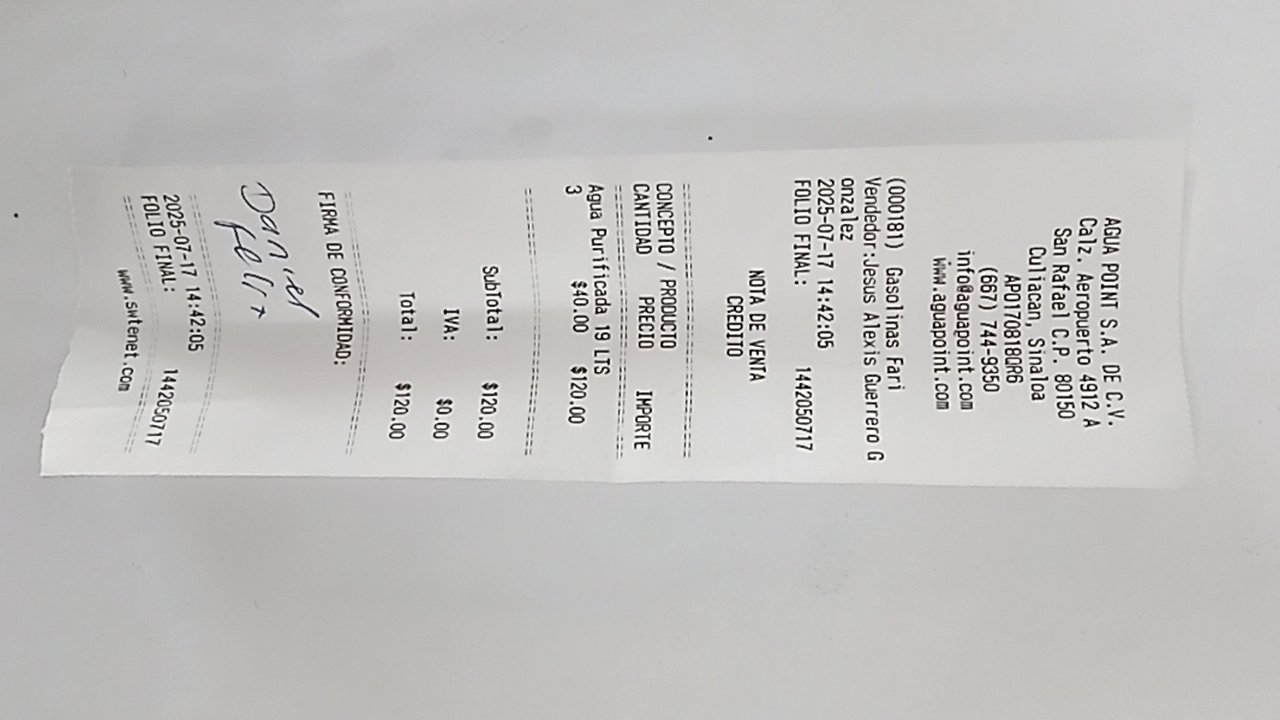 AGUA POINT S.A. DE C.V.
Calz. Aeropuerto 4912 A
San Rafael C.P. 80150
Culiacan, Sinaloa
APO170818QR6
(667) 744-9350
info@aguapoint.com
www.aguapoint.com
(000181) Gasolinas Fari
Vendedor:Jesus Alexis Guerrero G
onzalez
2025-07-17 14:42:05
FOLIO FINAL: 1442050717
NOTA DE VENTA
CREDITO
================================
CONCEPTO / PRODUCTO
CANTIDAD PRECIO IMPORTE
================================
Agua Purificada 19 LTS
3 $40.00 $120.00
================================
SubTotal: $120.00
IVA: $0.00
Total: $120.00
================================
FIRMA DE CONFORMIDAD:
Daniel
Felix
================================
2025-07-17 14:42:05
FOLIO FINAL: 1442050717
================================
www.swtenet.com